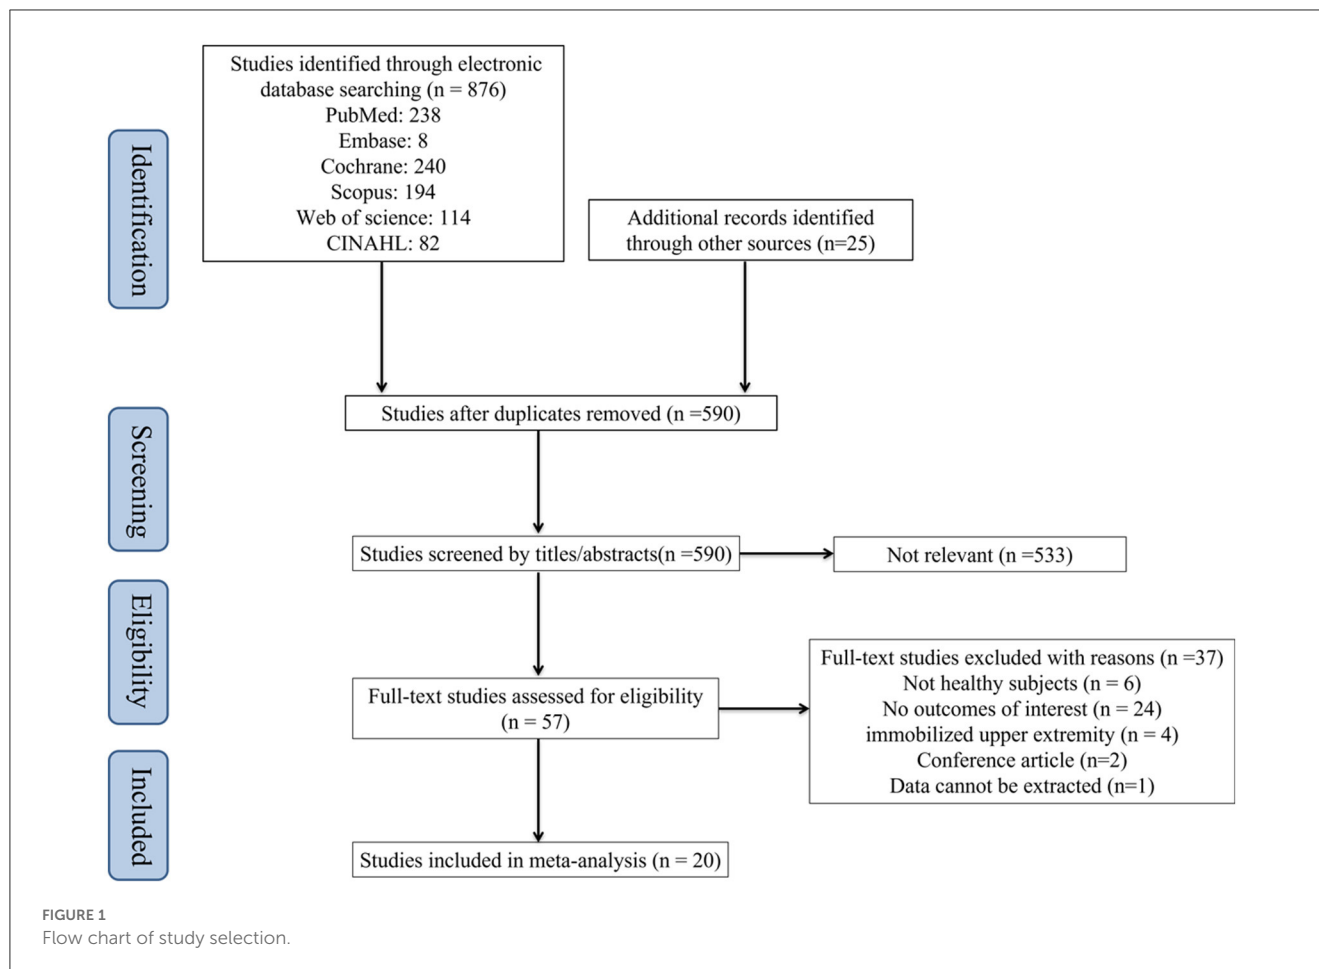 Identification
Studies identified through electronic
database searching (n = 876)
PubMed: 238
Embase: 8
Cochrane: 240
Scopus: 194
Web of science: 114
CINAHL: 82
Additional records identified
through other sources (n=25)
Screening
Studies after duplicates removed (n =590)
Studies screened by titles/abstracts(n =590)
Not relevant (n =533)
Eligibility
Full-text studies assessed for eligibility
(n = 57)
Full-text studies excluded with reasons (n =37)
Not healthy subjects (n = 6)
No outcomes of interest (n = 24)
immobilized upper extremity (n = 4)
Conference article (n=2)
Data cannot be extracted (n=1)
Included
Studies included in meta-analysis (n = 20)
FIGURE 1
Flow chart of study selection.